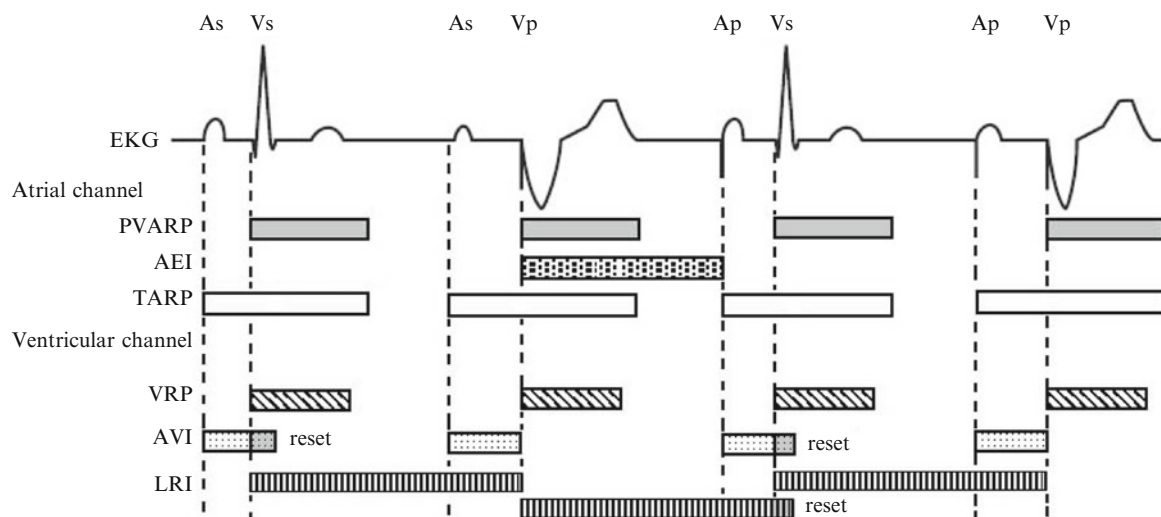 As Vs As Vp Ap Vs Ap Vp
EKG
Atrial channel
PVARP
AEI
TARP
Ventricular channel
VRP
AVI reset reset
LRI
reset